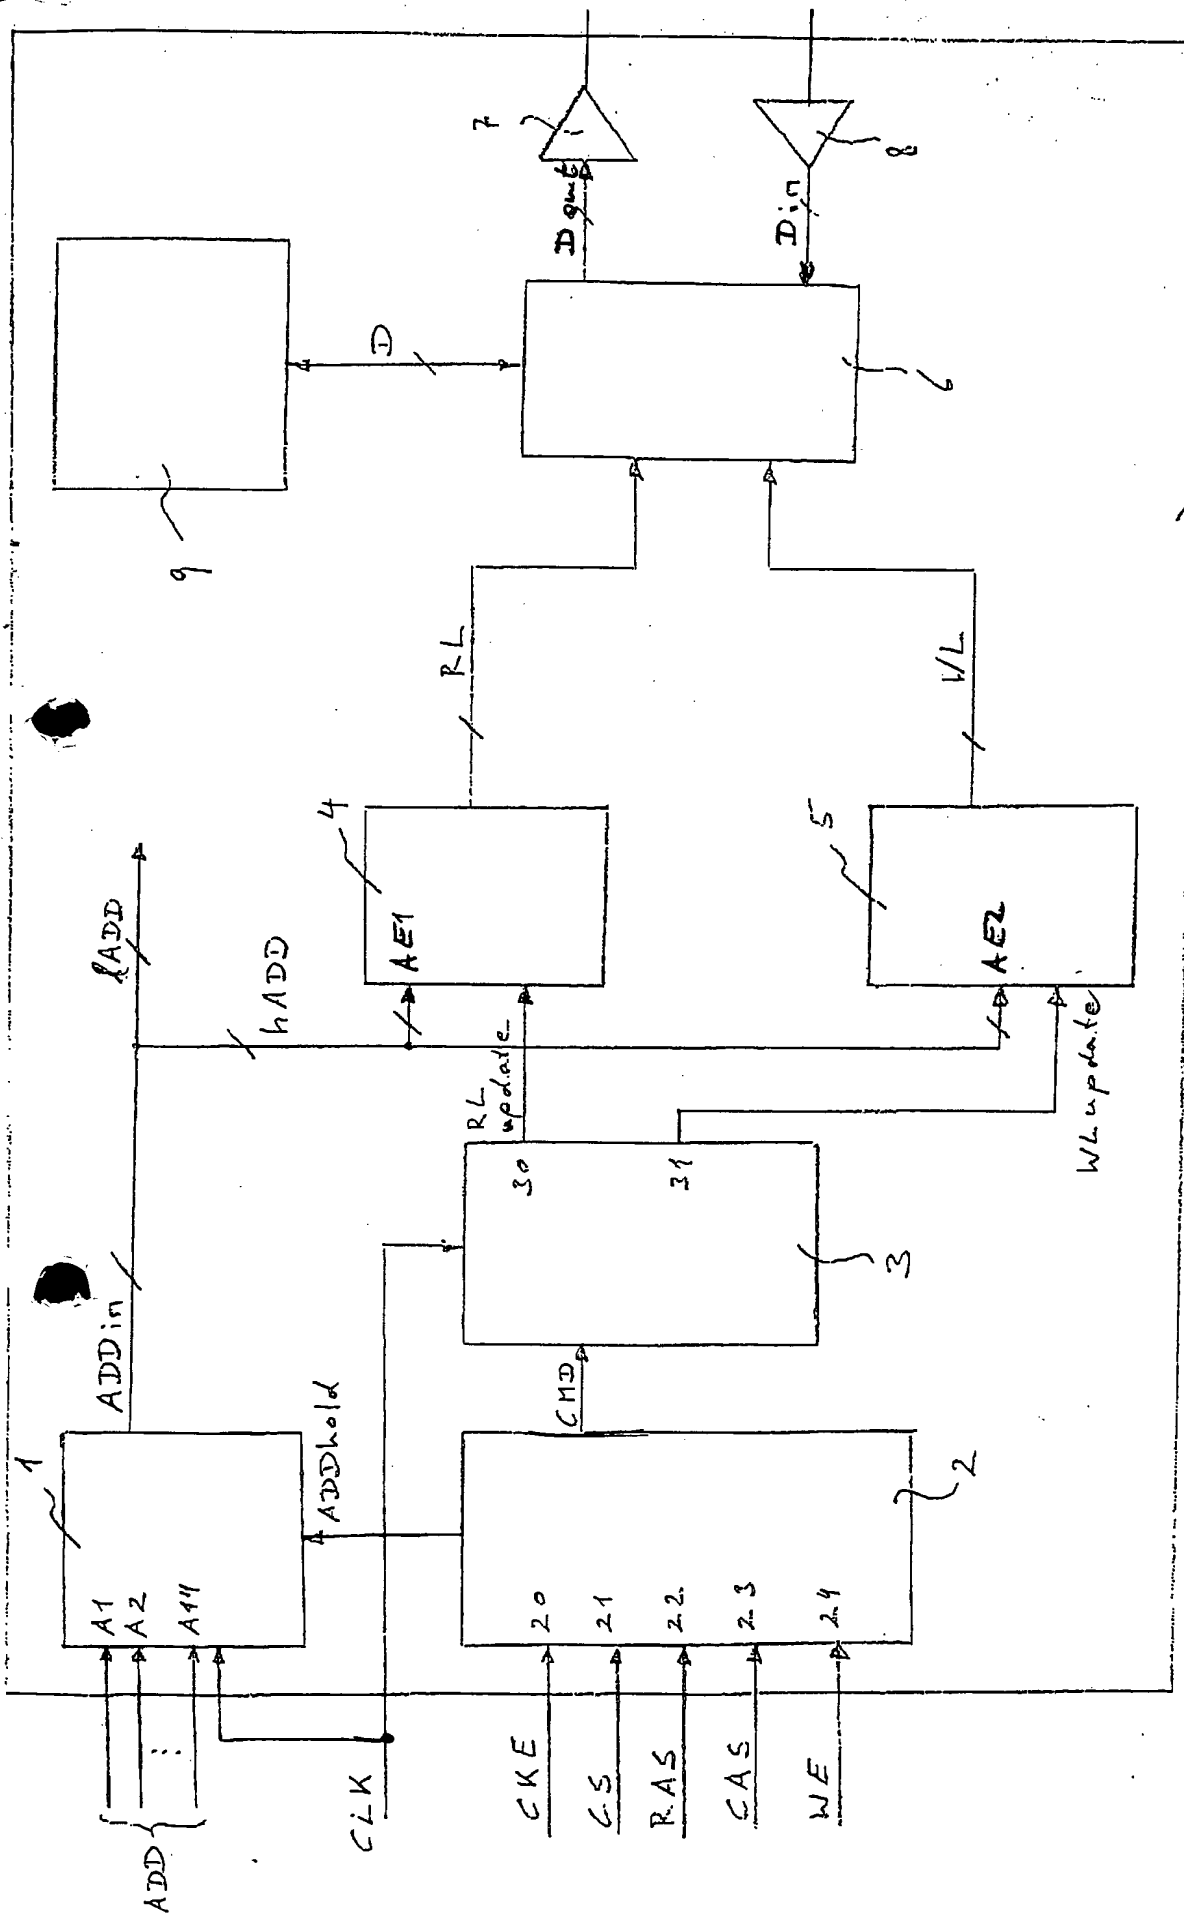 ADD
A1
A2
...
A14
1
ADDin
lADD
hADD
ADDhold
CLK
CKE
CS
RAS
CAS
WE
20
21
22
23
24
2
CMD
3
30
31
RL
update
WL update
AE1
4
AE2
5
RL
WL
6
D
9
Dout
7
Din
8